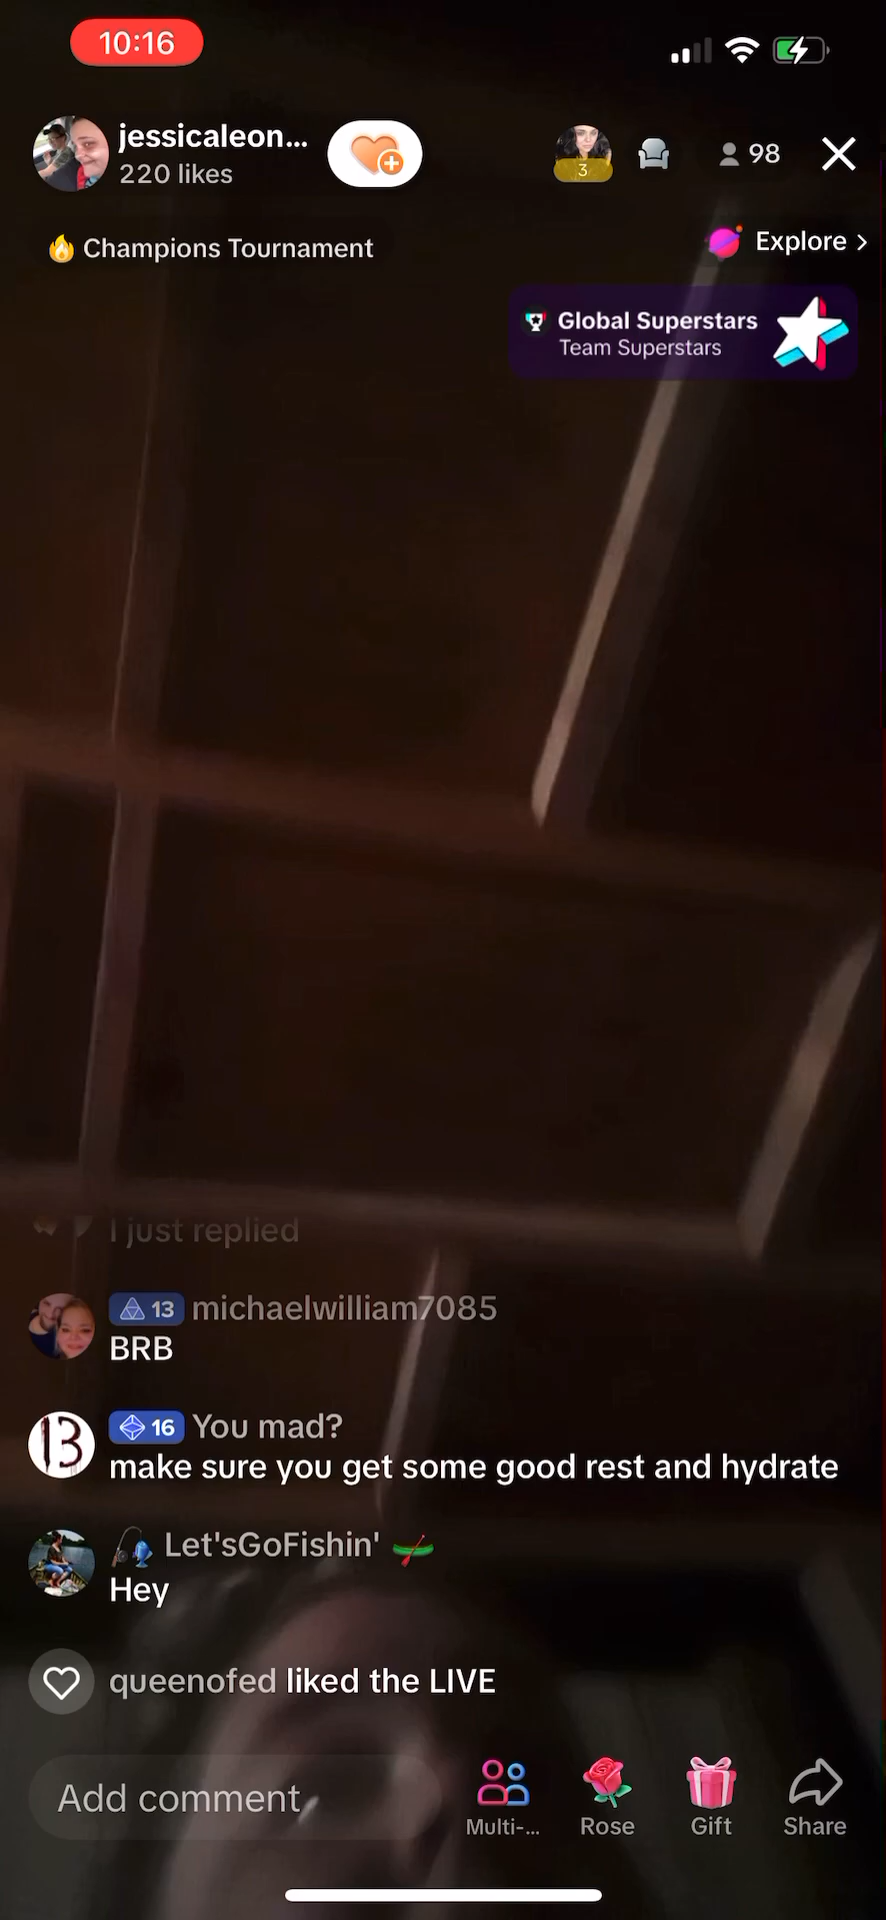 10:16
jessicaleon...
220 likes
3
98
Champions Tournament
Explore >
Global Superstars
Team Superstars
I just replied
13 michaelwilliam7085
BRB
13
16 You mad?
make sure you get some good rest and hydrate
Let'sGoFishin'
Hey
queenofed liked the LIVE
Add comment
Multi-...
Rose
Gift
Share